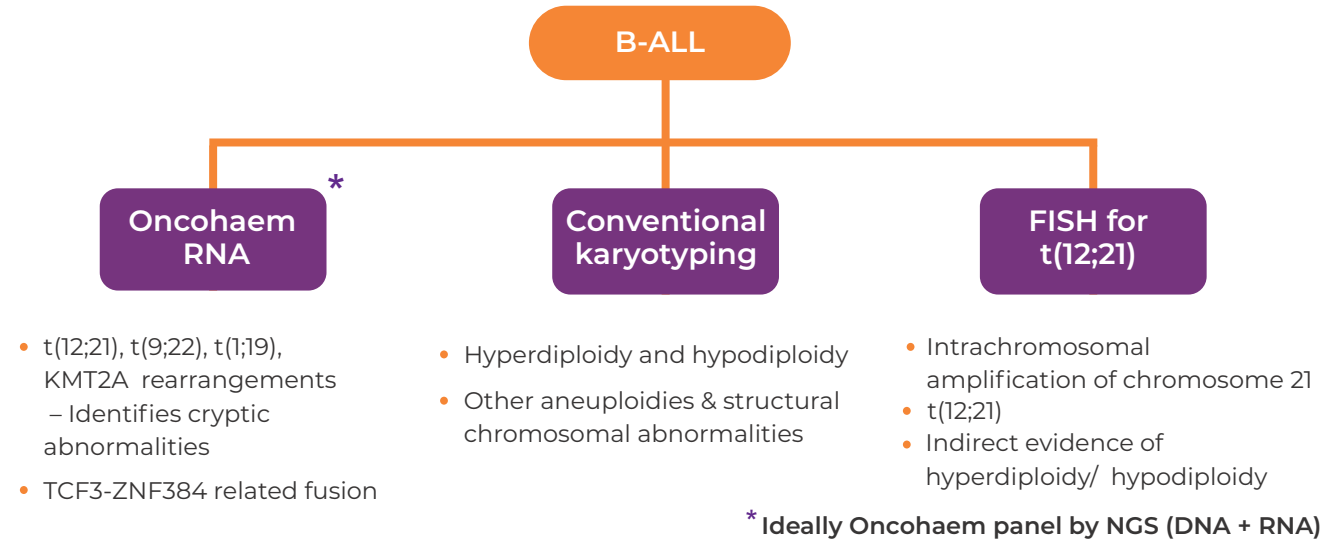 B-ALL
*
Oncohaem
RNA
Conventional
karyotyping
FISH for
t(12;21)
• t(12;21), t(9;22), t(1;19),
KMT2A rearrangements
– Identifies cryptic
abnormalities
• TCF3-ZNF384 related fusion
• Hyperdiploidy and hypodiploidy
• Other aneuploidies & structural
chromosomal abnormalities
• Intrachromosomal
amplification of chromosome 21
• t(12;21)
• Indirect evidence of
hyperdiploidy/ hypodiploidy
* Ideally Oncohaem panel by NGS (DNA + RNA)